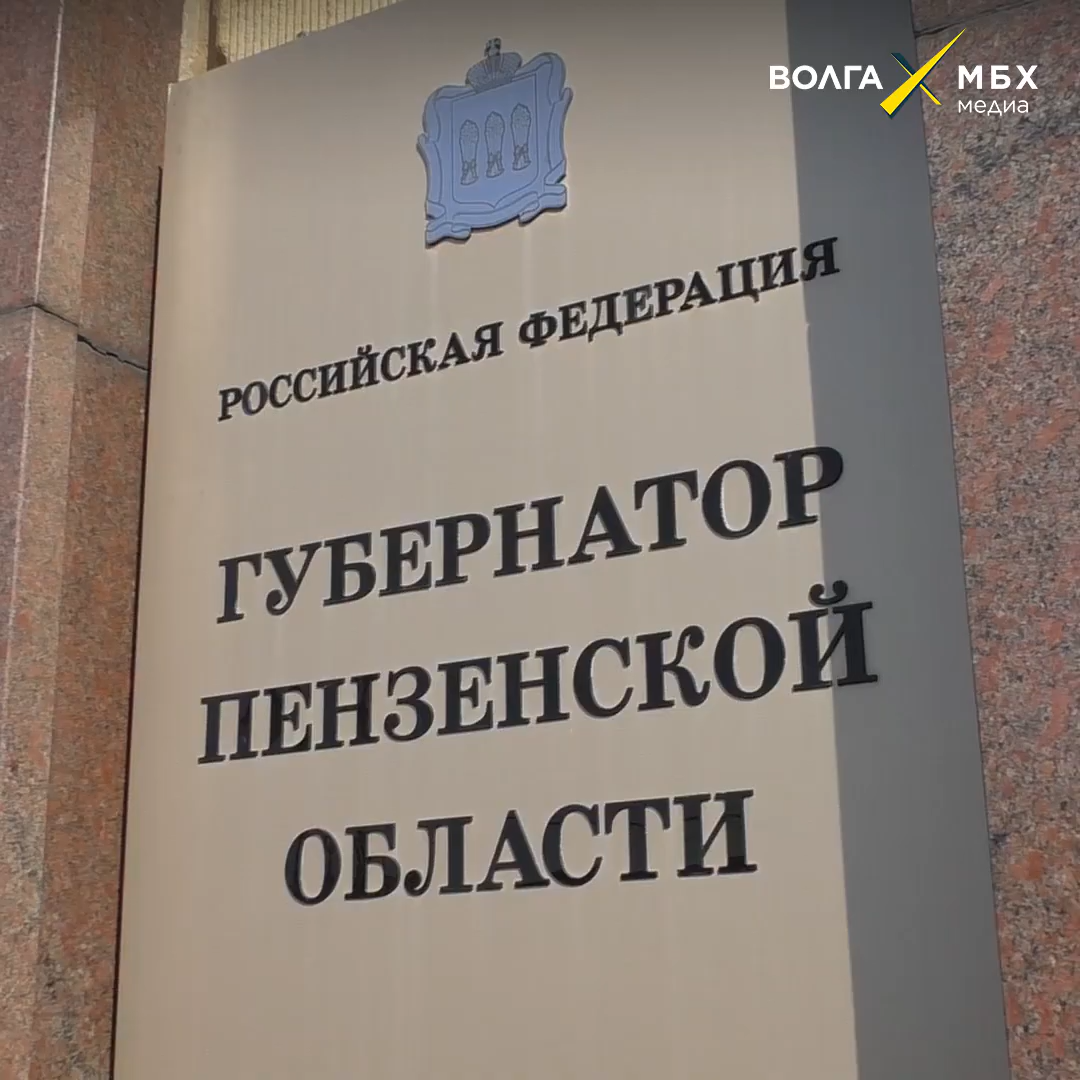 ВОЛГА МБХ
медиа
РОССИЙСКАЯ ФЕДЕРАЦИЯ
ГУБЕРНАТОР
ПЕНЗЕНСКОЙ
ОБЛАСТИ